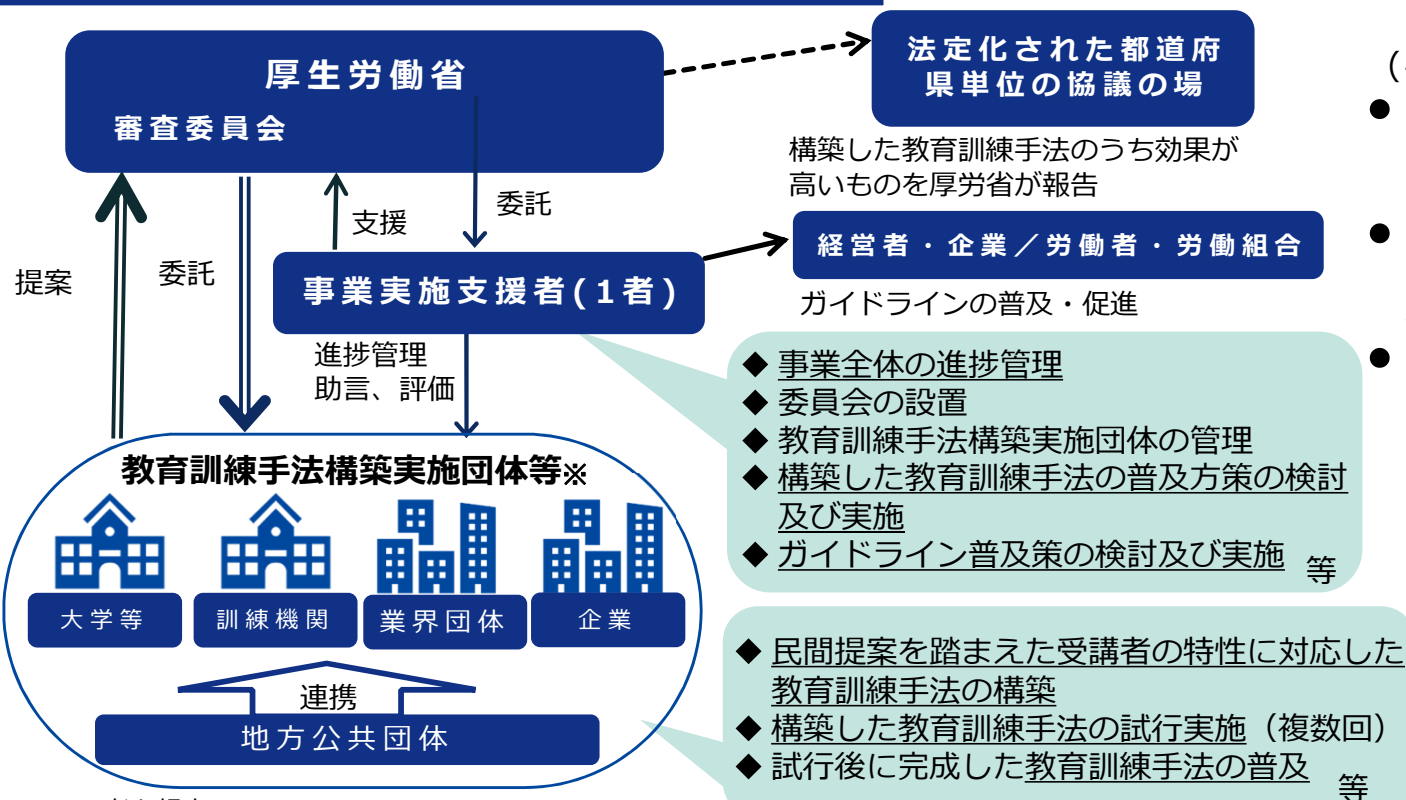 厚生労働省
審査委員会
法定化された都道府
県単位の協議の場
構築した教育訓練手法のうち効果が
高いものを厚労省が報告
提案
委託
支援
委託
事業実施支援者(1者)
経営者・企業／労働者・労働組合
ガイドラインの普及・促進
進捗管理
助言、評価
◆ 事業全体の進捗管理
◆ 委員会の設置
◆ 教育訓練手法構築実施団体の管理
◆ 構築した教育訓練手法の普及方策の検討
及び実施
◆ ガイドライン普及策の検討及び実施 等
教育訓練手法構築実施団体等※
大学等
訓練機関
業界団体
企業
連携
地方公共団体
◆ 民間提案を踏まえた受講者の特性に対応した
教育訓練手法の構築
◆ 構築した教育訓練手法の試行実施（複数回）
◆ 試行後に完成した教育訓練手法の普及 等